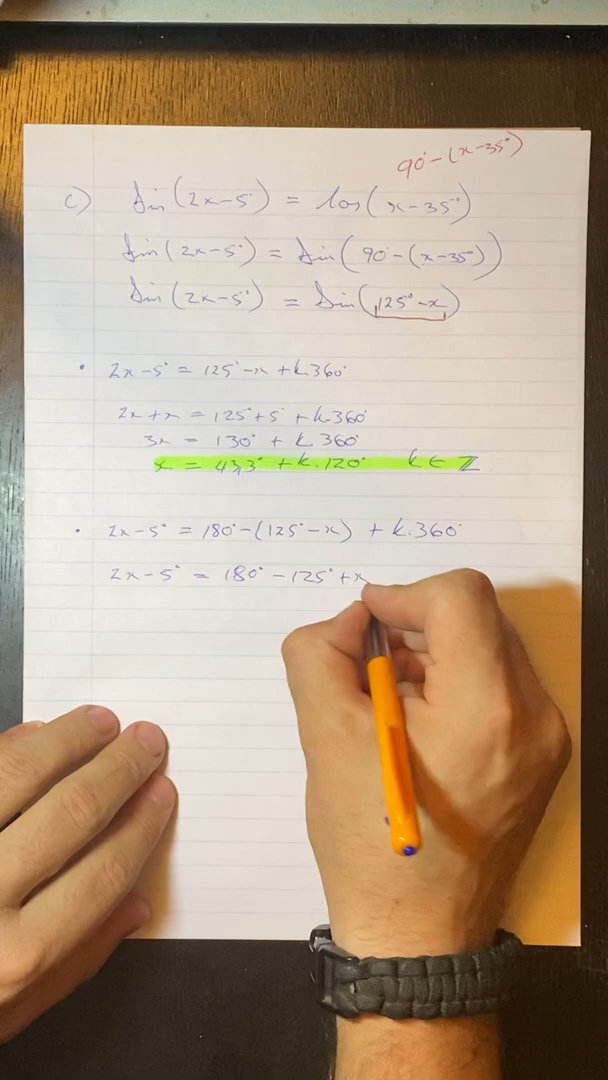 90°-(x-35°)
c) Sin(2x-5°) = Cos(x-35°)
Sin(2x-5°) = Sin(90°-(x-35°))
Sin(2x-5°) = Sin(125°-x)
• 2x-5° = 125°-x+k.360°
2x+x = 125°+5°+k.360°
3x = 130° + k.360°
x = 43,3° + k.120° k ∈ Z
• 2x-5° = 180°-(125°-x) + k.360°
2x-5° = 180°-125°+x